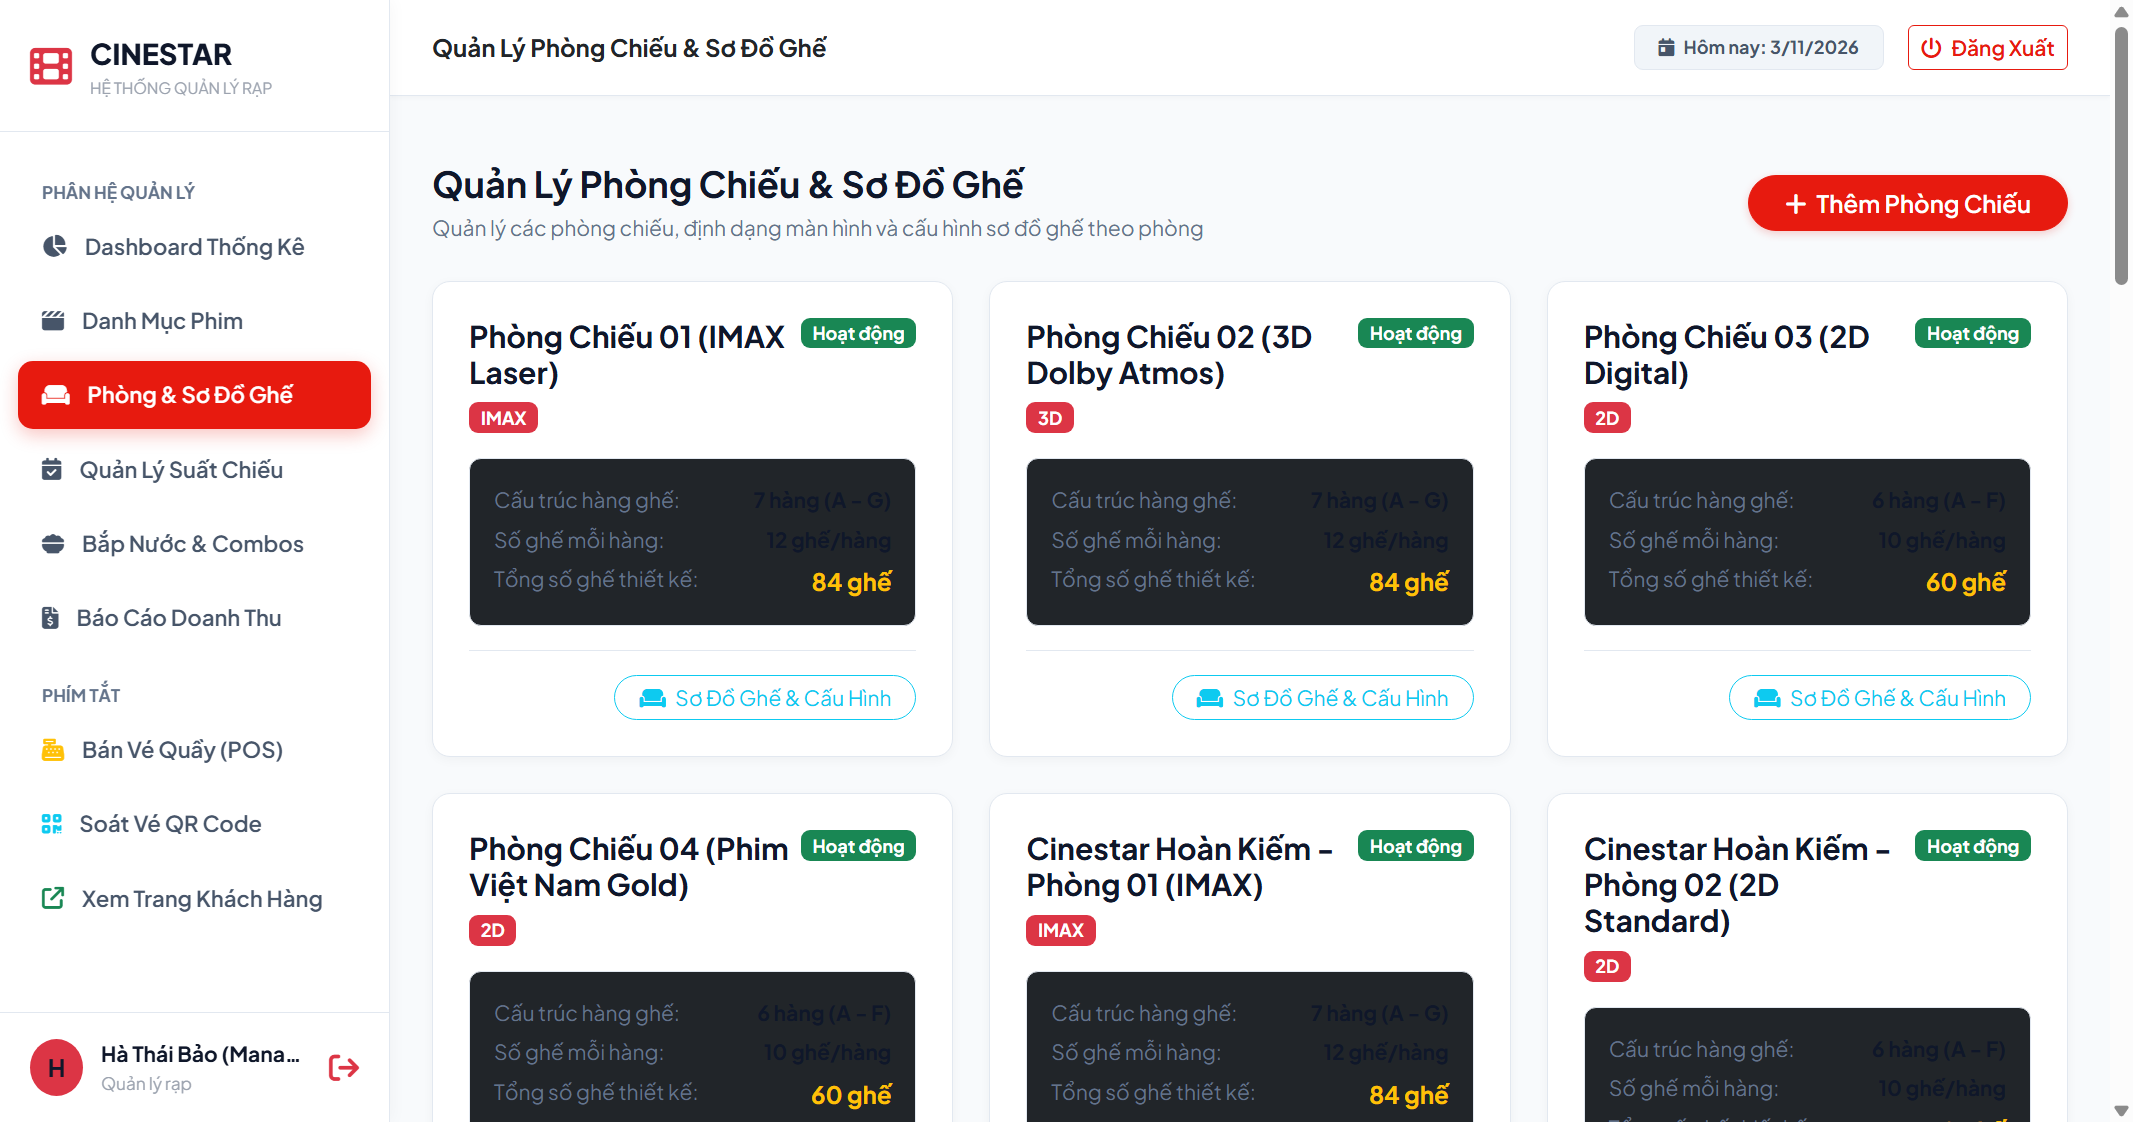 CINESTAR
HỆ THỐNG QUẢN LÝ RẠP
PHÂN HỆ QUẢN LÝ
Dashboard Thống Kê
Danh Mục Phim
Phòng & Sơ Đồ Ghế
Quản Lý Suất Chiếu
Bắp Nước & Combos
Báo Cáo Doanh Thu
PHÍM TẮT
Bán Vé Quầy (POS)
Soát Vé QR Code
Xem Trang Khách Hàng
H
Hà Thái Bảo (Mana...
Quản lý rạp
Quản Lý Phòng Chiếu & Sơ Đồ Ghế
Hôm nay: 3/11/2026
Đăng Xuất
Quản Lý Phòng Chiếu & Sơ Đồ Ghế
Quản lý các phòng chiếu, định dạng màn hình và cấu hình sơ đồ ghế theo phòng
+ Thêm Phòng Chiếu
Phòng Chiếu 01 (IMAX
Laser)
Hoạt động
IMAX
Cấu trúc hàng ghế: 7 hàng (A - G)
Số ghế mỗi hàng: 12 ghế/hàng
Tổng số ghế thiết kế: 84 ghế
Sơ Đồ Ghế & Cấu Hình
Phòng Chiếu 02 (3D
Dolby Atmos)
Hoạt động
3D
Cấu trúc hàng ghế: 7 hàng (A - G)
Số ghế mỗi hàng: 12 ghế/hàng
Tổng số ghế thiết kế: 84 ghế
Sơ Đồ Ghế & Cấu Hình
Phòng Chiếu 03 (2D
Digital)
Hoạt động
2D
Cấu trúc hàng ghế: 6 hàng (A - F)
Số ghế mỗi hàng: 10 ghế/hàng
Tổng số ghế thiết kế: 60 ghế
Sơ Đồ Ghế & Cấu Hình
Phòng Chiếu 04 (Phim
Việt Nam Gold)
Hoạt động
2D
Cấu trúc hàng ghế: 6 hàng (A - F)
Số ghế mỗi hàng: 10 ghế/hàng
Tổng số ghế thiết kế: 60 ghế
Cinestar Hoàn Kiếm -
Phòng 01 (IMAX)
Hoạt động
IMAX
Cấu trúc hàng ghế: 7 hàng (A - G)
Số ghế mỗi hàng: 12 ghế/hàng
Tổng số ghế thiết kế: 84 ghế
Cinestar Hoàn Kiếm -
Phòng 02 (2D
Standard)
Hoạt động
2D
Cấu trúc hàng ghế: 6 hàng (A - F)
Số ghế mỗi hàng: 10 ghế/hàng